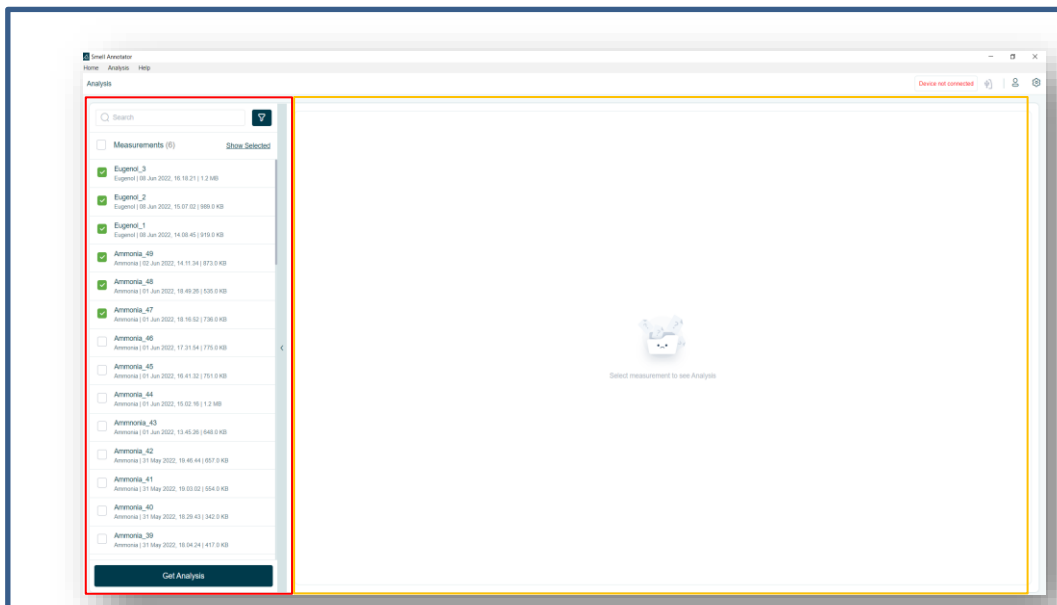 Smell Annotator
Home Analysis Help
Analysis
Device not connected
Search
Measurements (6)
Show Selected
Eugenol_3
Eugenol | 08 Jun 2022, 16.18.21 | 1.2 MB
Eugenol_2
Eugenol | 08 Jun 2022, 15.07.02 | 989.0 KB
Eugenol_1
Eugenol | 08 Jun 2022, 14.08.45 | 919.0 KB
Ammonia_49
Ammonia | 02 Jun 2022, 14.11.34 | 873.0 KB
Ammonia_48
Ammonia | 01 Jun 2022, 18.49.26 | 535.0 KB
Ammonia_47
Ammonia | 01 Jun 2022, 18.16.52 | 736.0 KB
Ammonia_46
Ammonia | 01 Jun 2022, 17.31.54 | 775.0 KB
Ammonia_45
Ammonia | 01 Jun 2022, 16.41.32 | 751.0 KB
Ammonia_44
Ammonia | 01 Jun 2022, 15.02.16 | 1.2 MB
Ammnonia_43
Ammonia | 01 Jun 2022, 13.45.28 | 648.0 KB
Ammonia_42
Ammonia | 31 May 2022, 19.46.44 | 657.0 KB
Ammonia_41
Ammonia | 31 May 2022, 19.03.02 | 554.0 KB
Ammonia_40
Ammonia | 31 May 2022, 18.29.43 | 342.0 KB
Ammonia_39
Ammonia | 31 May 2022, 18.04.24 | 417.0 KB
Get Analysis
Select measurement to see Analysis